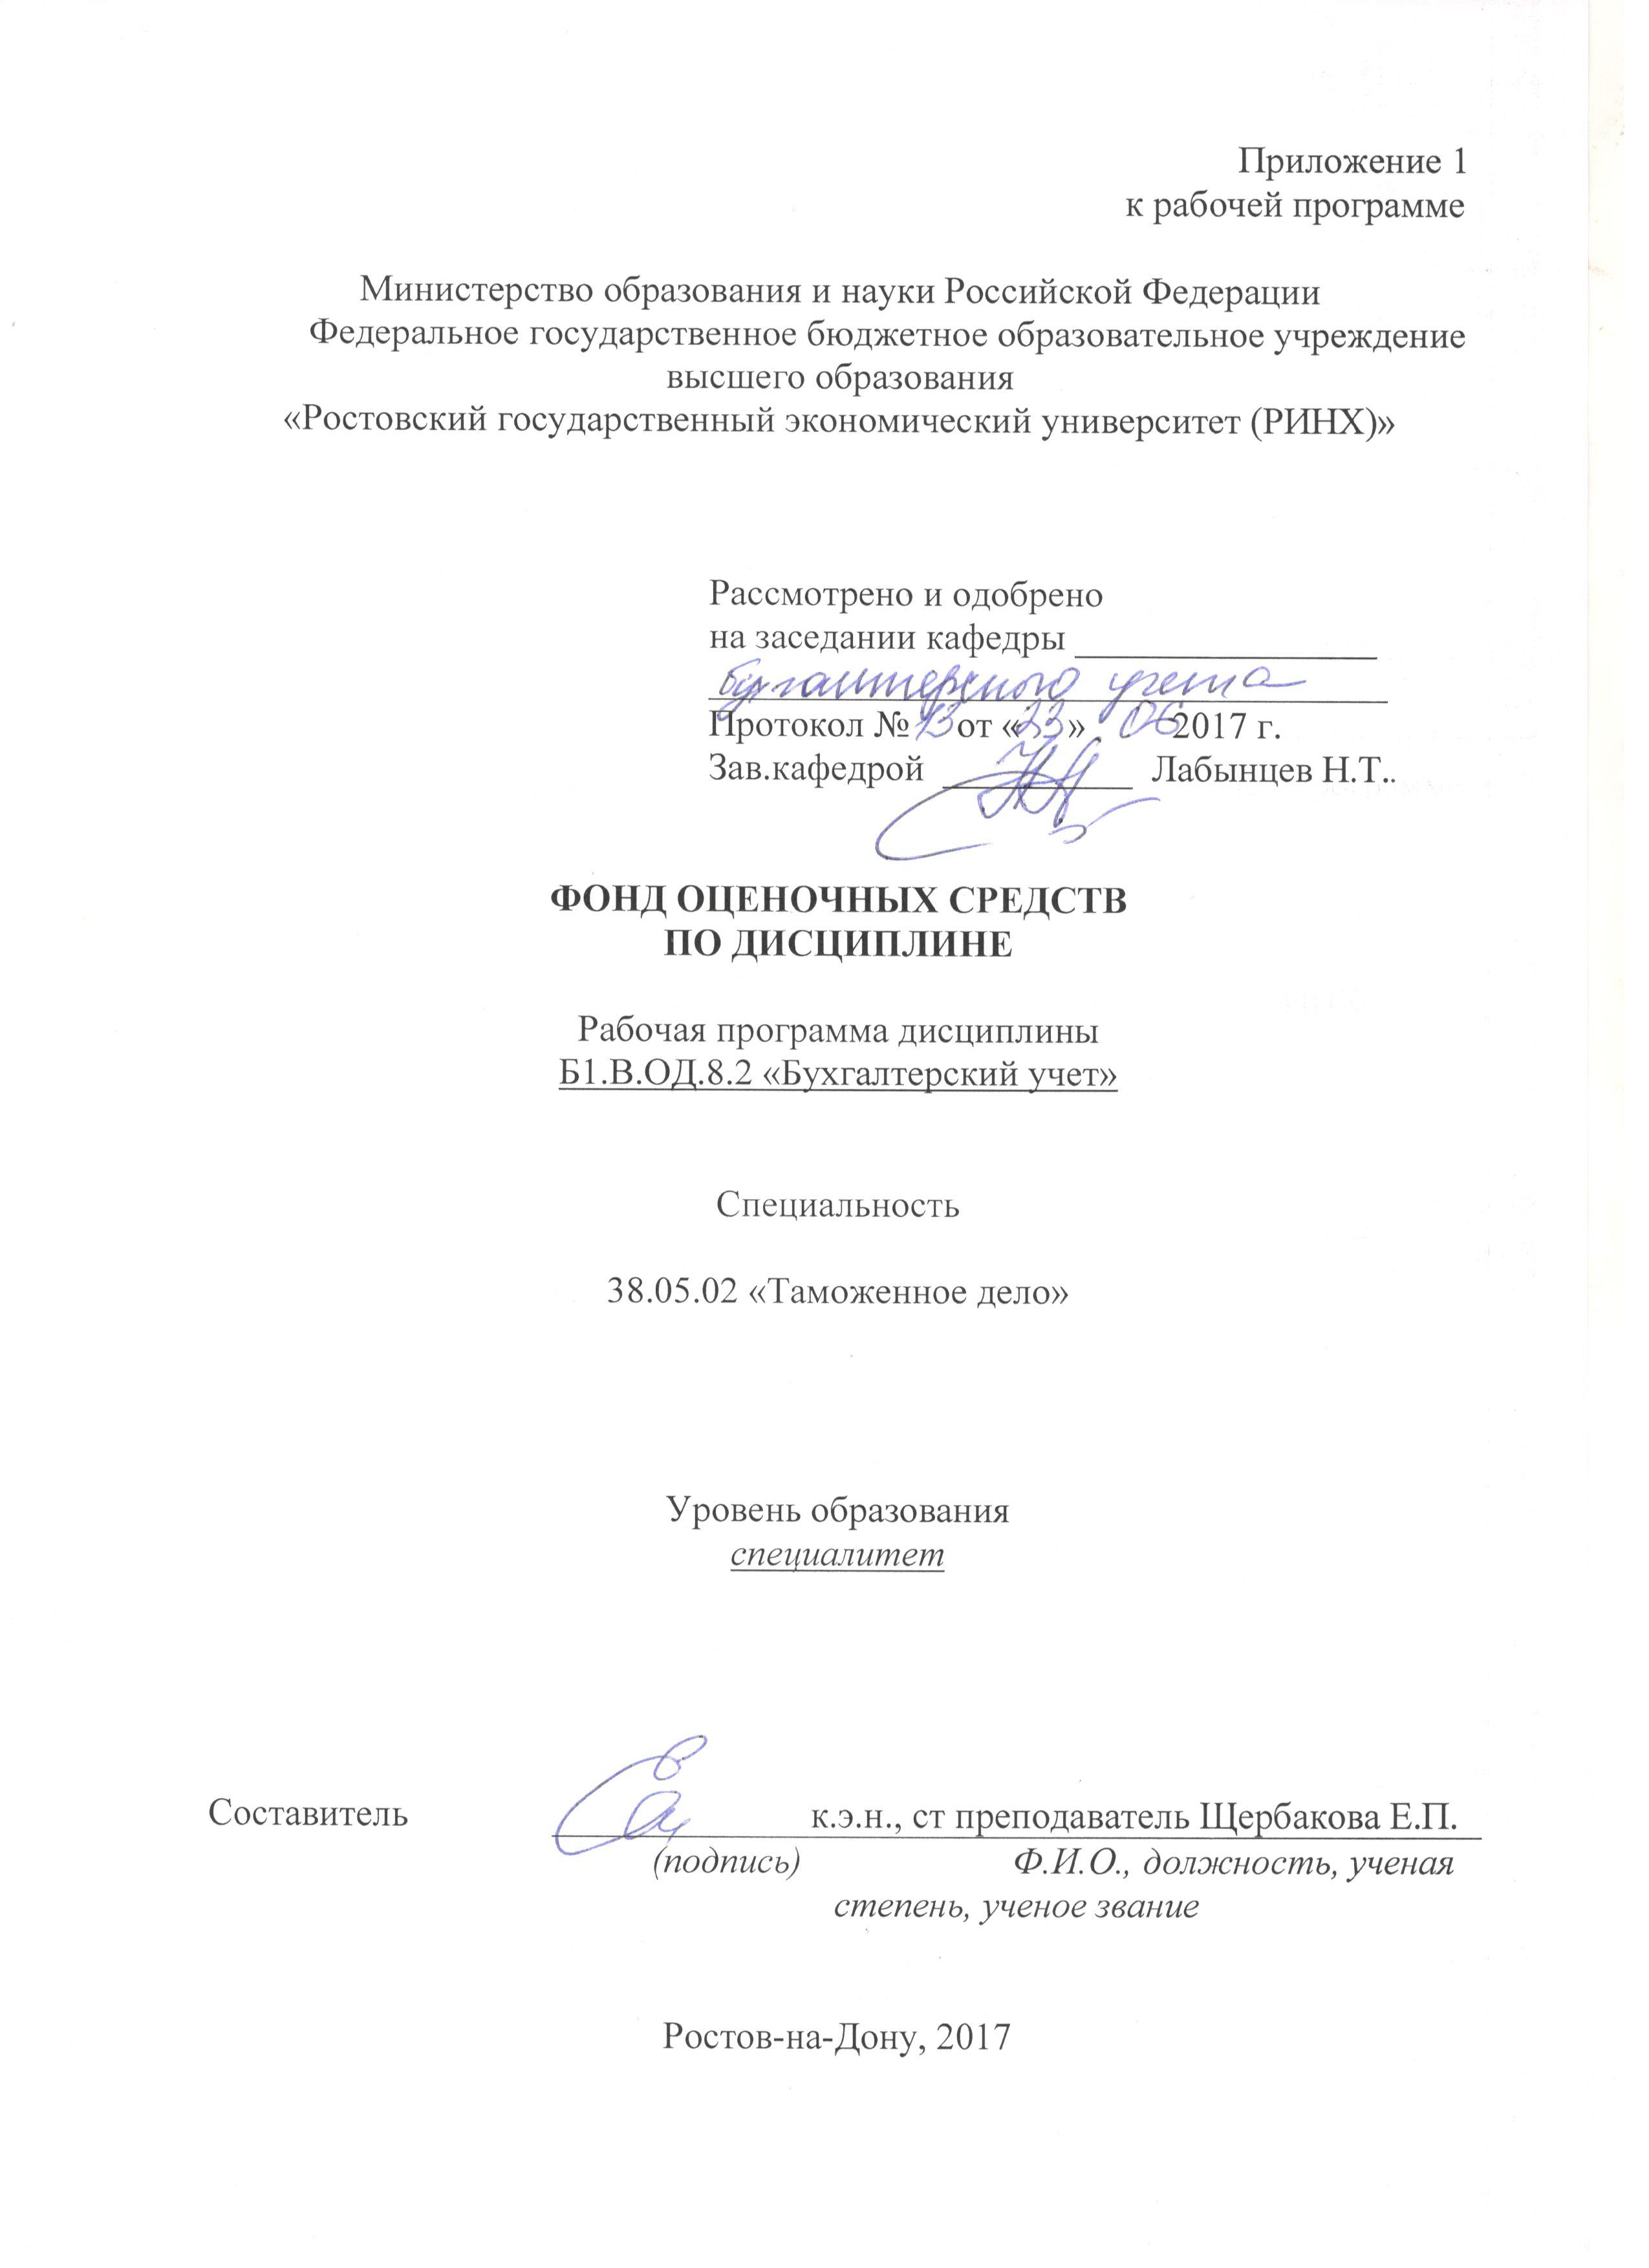 Приложение 1
к рабочей программе
Министерство образования и науки Российской Федерации
Федеральное государственное бюджетное образовательное учреждение
высшего образования
«Ростовский государственный экономический университет (РИНХ)»
Рассмотрено и одобрено
на заседании кафедры
бухгалтерского учета
Протокол № 13 от «23» 06 2017 г.
Зав.кафедрой Лабынцев Н.Т..
ФОНД ОЦЕНОЧНЫХ СРЕДСТВ
ПО ДИСЦИПЛИНЕ
Рабочая программа дисциплины
Б1.В.ОД.8.2 «Бухгалтерский учет»
Специальность
38.05.02 «Таможенное дело»
Уровень образования
специалитет
Составитель к.э.н., ст преподаватель Щербакова Е.П.
(подпись) Ф.И.О., должность, ученая
степень, ученое звание
Ростов-на-Дону, 2017